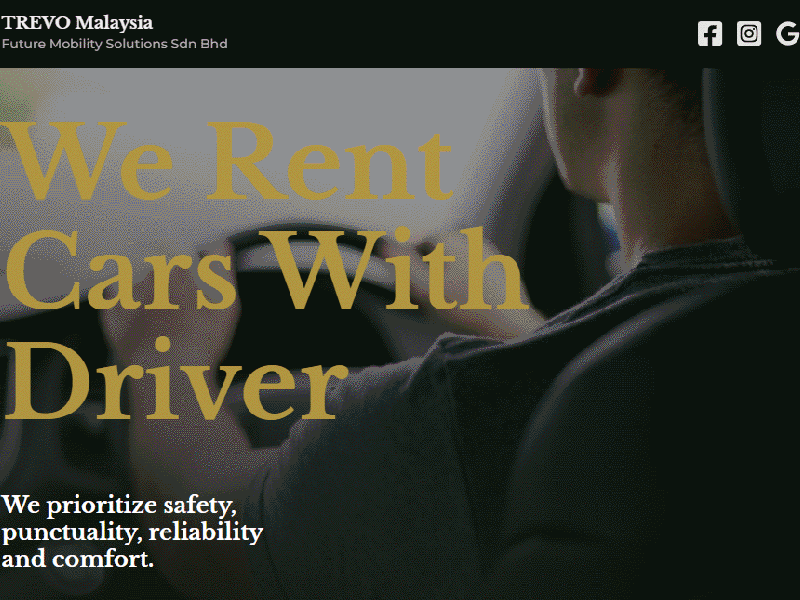 TREVO Malaysia
Future Mobility Solutions Sdn Bhd
We Rent
Cars With
Driver
We prioritize safety,
punctuality, reliability
and comfort.